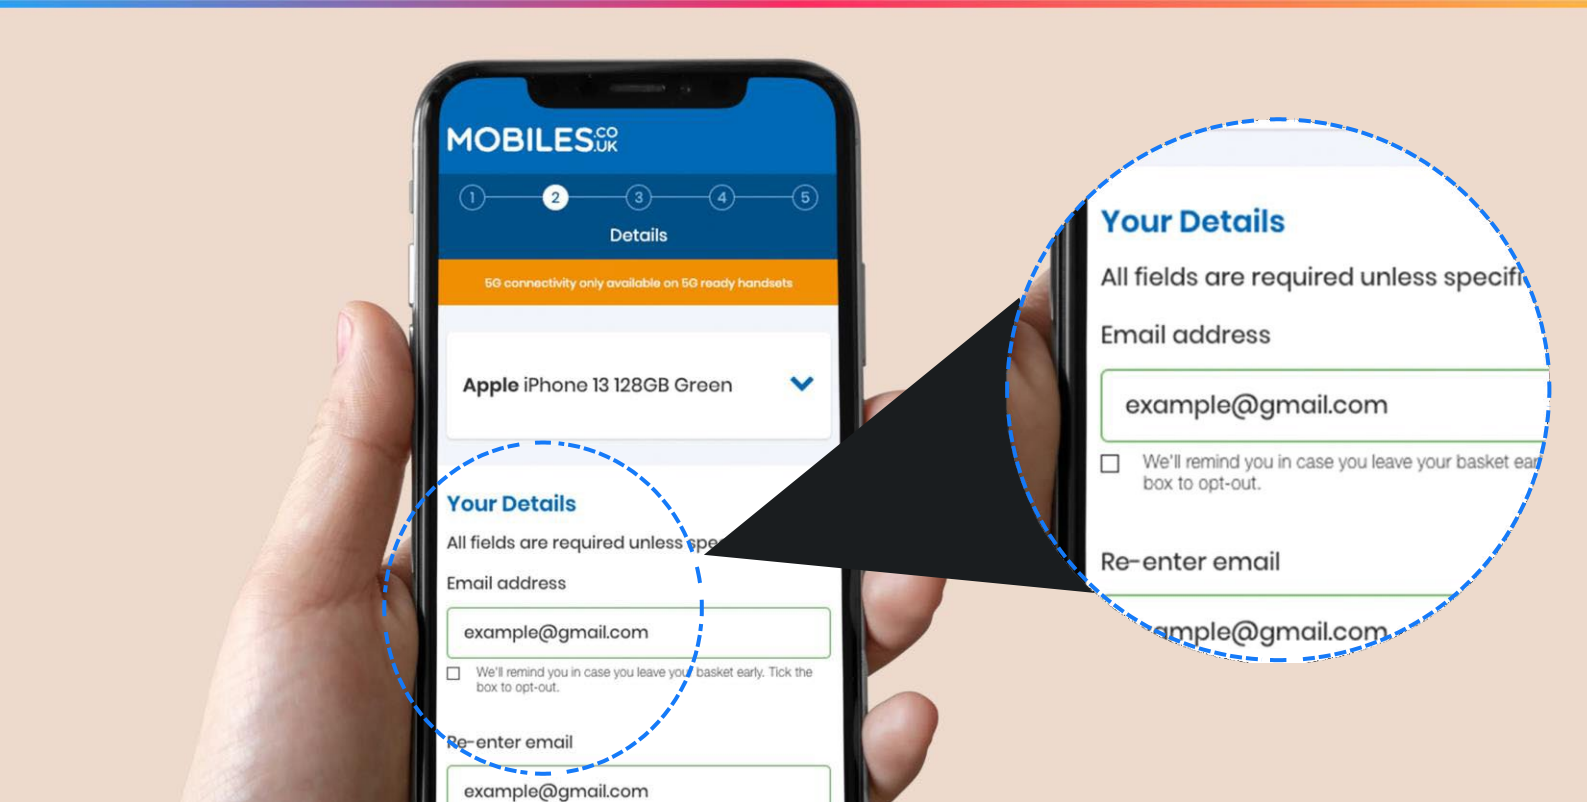 MOBILES.CO.UK
1 2 3 4 5
Details
5G connectivity only available on 5G ready handsets
Apple iPhone 13 128GB Green
Your Details
All fields are required unless spe
Email address
example@gmail.com
We'll remind you in case you leave your basket early. Tick the
box to opt-out.
Re-enter email
example@gmail.com
Your Details
All fields are required unless specifi
Email address
example@gmail.com
We'll remind you in case you leave your basket ear
box to opt-out.
Re-enter email
ample@gmail.com